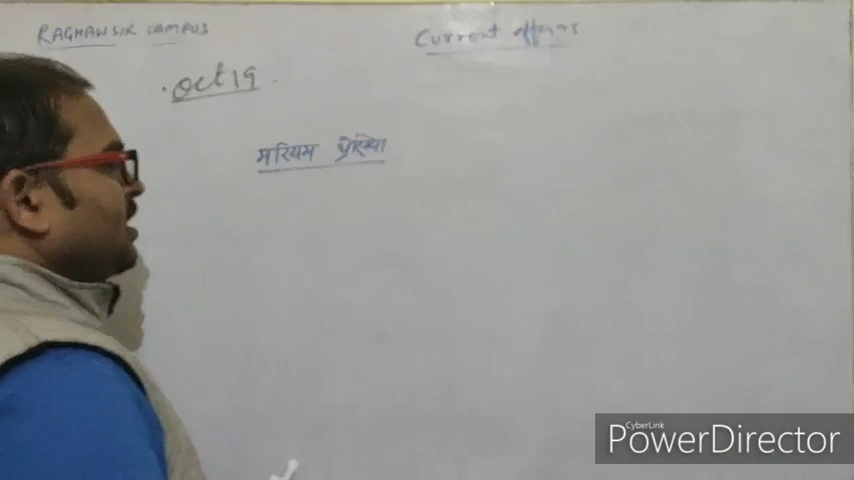 RAGHAW SIR CAMPUS
Current affairs
Oct 19
मरियम थ्रेसिया
CyberLink
PowerDirector